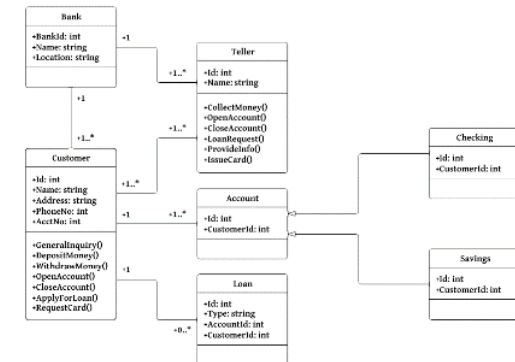 Bank
+BankId: int
+Name: string
+Location: string
+1
+1..*
+1
+1..*
Teller
+Id: int
+Name: string
+CollectMoney()
+OpenAccount()
+CloseAccount()
+LoanRequest()
+ProvideInfo()
+IssueCard()
+1..*
+1..*
Customer
+Id: int
+Name: string
+Address: string
+PhoneNo: int
+AcctNo: int
+GeneralInquiry()
+DepositMoney()
+WithdrawMoney()
+OpenAccount()
+CloseAccount()
+ApplyForLoan()
+RequestCard()
+1
+1..*
Account
+Id: int
+CustomerId: int
Checking
+Id: int
+CustomerId: int
Savings
+Id: int
+CustomerId: int
+1
+0..*
Loan
+Id: int
+Type: string
+AccountId: int
+CustomerId: int